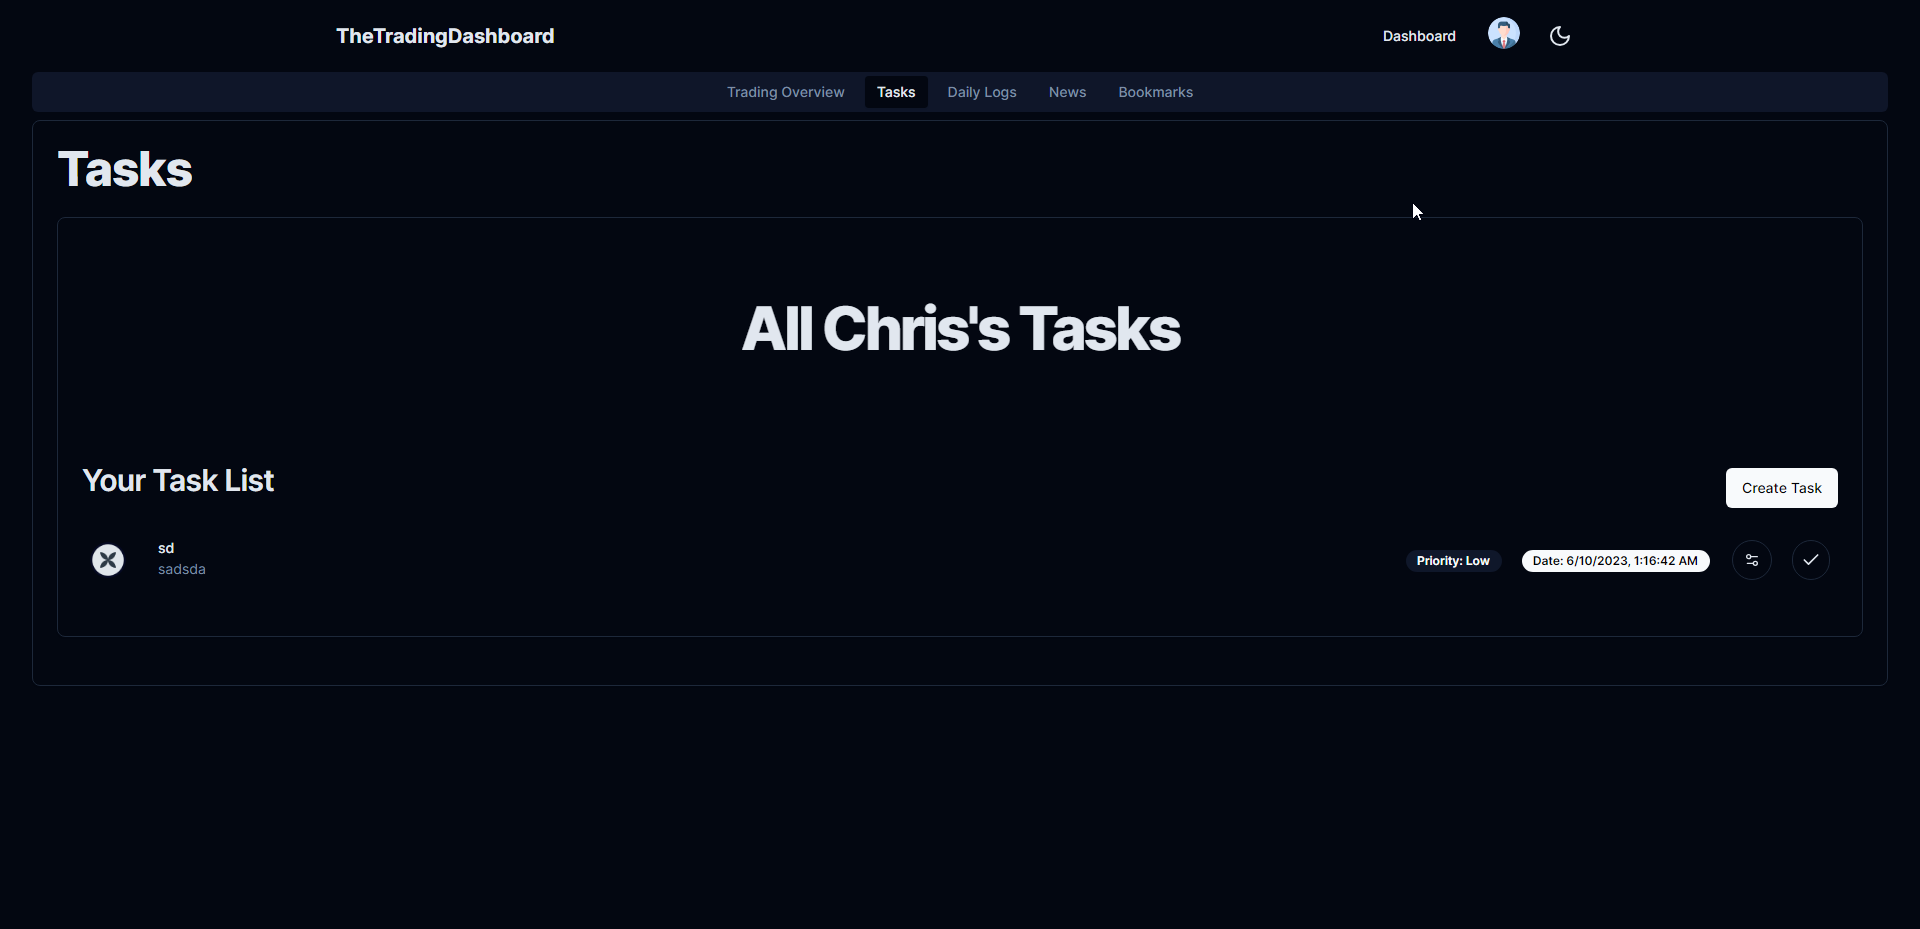 TheTradingDashboard
Dashboard
Trading Overview Tasks Daily Logs News Bookmarks
Tasks
All Chris's Tasks
Your Task List
Create Task
sd
sadsda
Priority: Low
Date: 6/10/2023, 1:16:42 AM